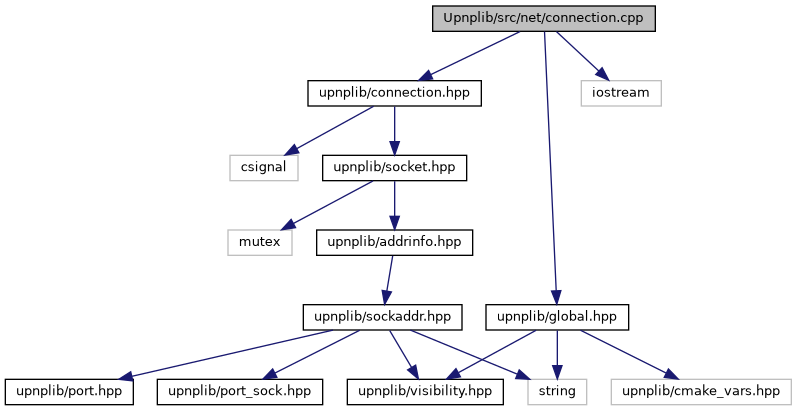 Upnplib/src/net/connection.cpp
upnplib/connection.hpp
iostream
csignal
upnplib/socket.hpp
mutex
upnplib/addrinfo.hpp
upnplib/sockaddr.hpp
upnplib/global.hpp
upnplib/port.hpp
upnplib/port_sock.hpp
upnplib/visibility.hpp
string
upnplib/cmake_vars.hpp